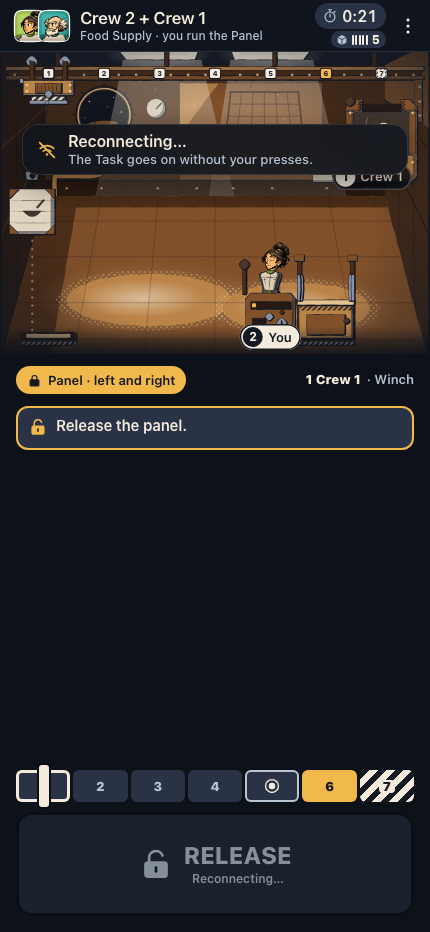 Crew 2 + Crew 1
Food Supply · you run the Panel
0:21
5
1 2 3 4 5 6 7
Reconnecting...
The Task goes on without your presses.
1 Crew 1
2 You
Panel · left and right
1 Crew 1 · Winch
Release the panel.
2 3 4 6 7
RELEASE
Reconnecting...